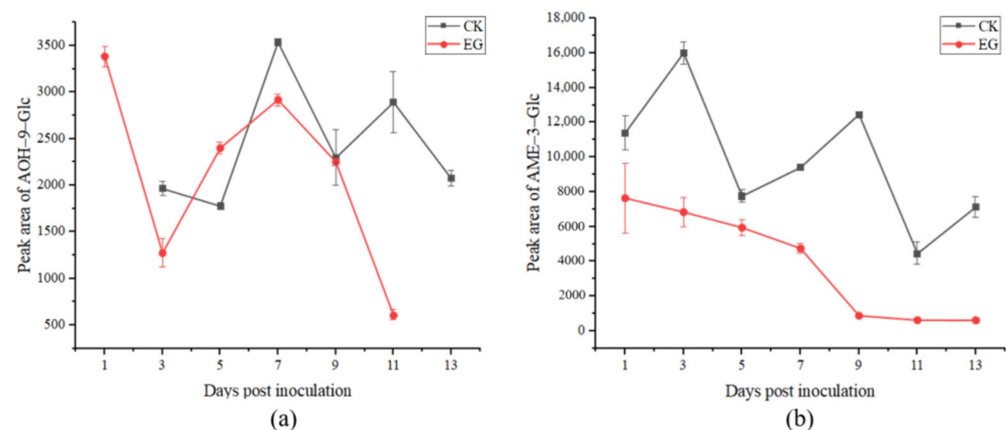 CK
EG
3500
3000
2500
2000
1500
1000
500
Peak area of AOH–9–Glc
1 3 5 7 9 11 13
Days post inoculation
(a)
CK
EG
18,000
16,000
14,000
12,000
10,000
8000
6000
4000
2000
0
Peak area of AME–3–Glc
1 3 5 7 9 11 13
Days post inoculation
(b)